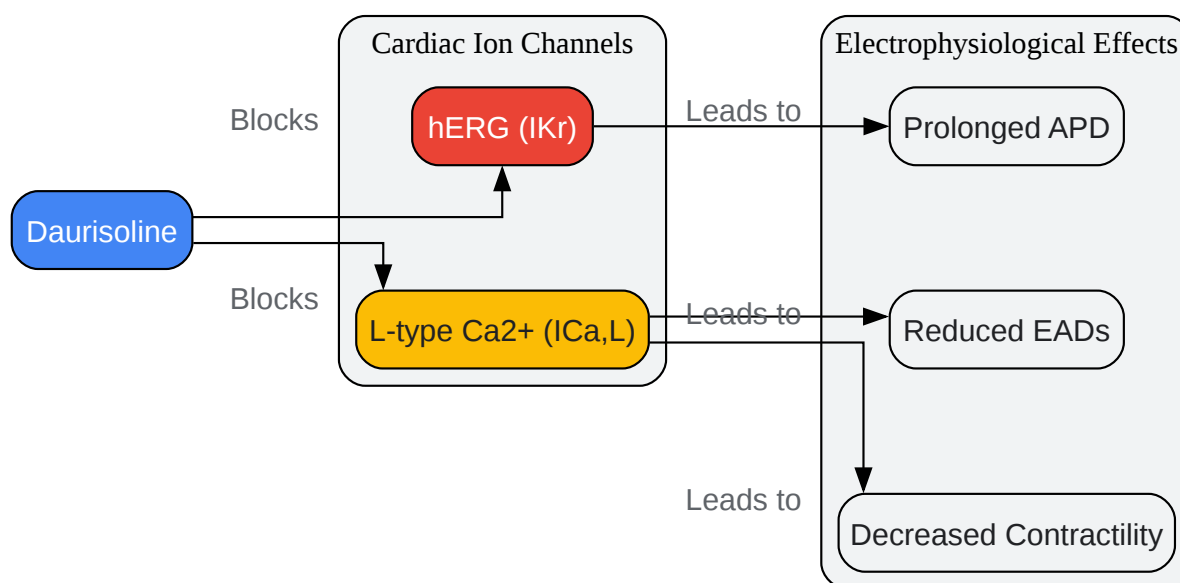 Cardiac Ion Channels
Electrophysiological Effects
Blocks
hERG (IKr)
Leads to
Prolonged APD
Daurisoline
Blocks
L-type Ca2+ (ICa,L)
Leads to
Reduced EADs
Leads to
Decreased Contractility